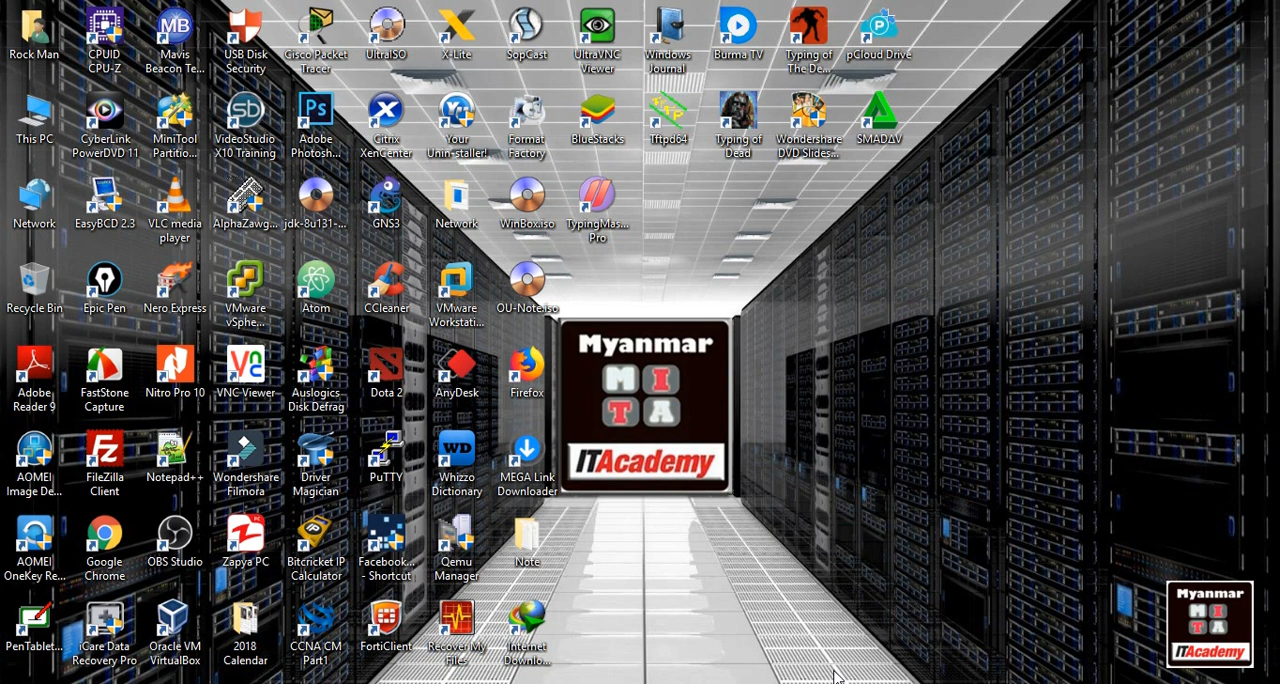 Rock Man
CPUID
CPU-Z
Mavis
Beacon Te...
USB Disk
Security
Cisco Packet
Tracer
UltraISO
X-Lite
SopCast
UltraVNC
Viewer
Windows
Journal
Burma TV
Typing of
The De...
pCloud Drive
This PC
CyberLink
PowerDVD 11
MiniTool
Partitio...
VideoStudio
X10 Training
Adobe
Photosh...
Citrix
XenCenter
Your
Unin-staller!
Format
Factory
BlueStacks
Tftpd64
Typing of
Dead
Wondershare
DVD Slides...
SMADAV
Network
EasyBCD 2.3
VLC media
player
AlphaZawg...
jdk-8u131-...
GNS3
Network
WinBox.iso
TypingMas...
Pro
Recycle Bin
Epic Pen
Nero Express
VMware
vSphe...
Atom
CCleaner
VMware
Workstati...
OU-Note.iso
Adobe
Reader 9
FastStone
Capture
Nitro Pro 10
VNC Viewer
Auslogics
Disk Defrag
Dota 2
AnyDesk
Firefox
AOMEI
Image De...
FileZilla
Client
Notepad++
Wondershare
Filmora
Driver
Magician
PuTTY
Whizzo
Dictionary
MEGA Link
Downloader
AOMEI
OneKey Re...
Google
Chrome
OBS Studio
Zapya PC
Bitcricket IP
Calculator
Facebook...
- Shortcut
Qemu
Manager
Note
PenTablet...
iCare Data
Recovery Pro
Oracle VM
VirtualBox
2018
Calendar
CCNA CM
Part1
FortiClient
Recover My
Files
Internet
Downlo...
Myanmar
M I
T A
ITAcademy
Myanmar
M I
T A
ITAcademy